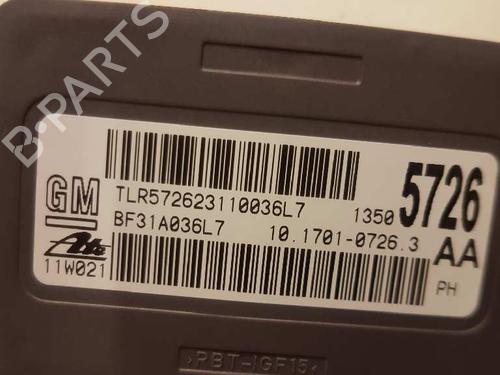 B-PARTS
GM
TLR572623110036L7
1350 5726
BF31A036L7
10.1701-0726.3
AA
Ate
11W021
PH
>PBT-IGF15<